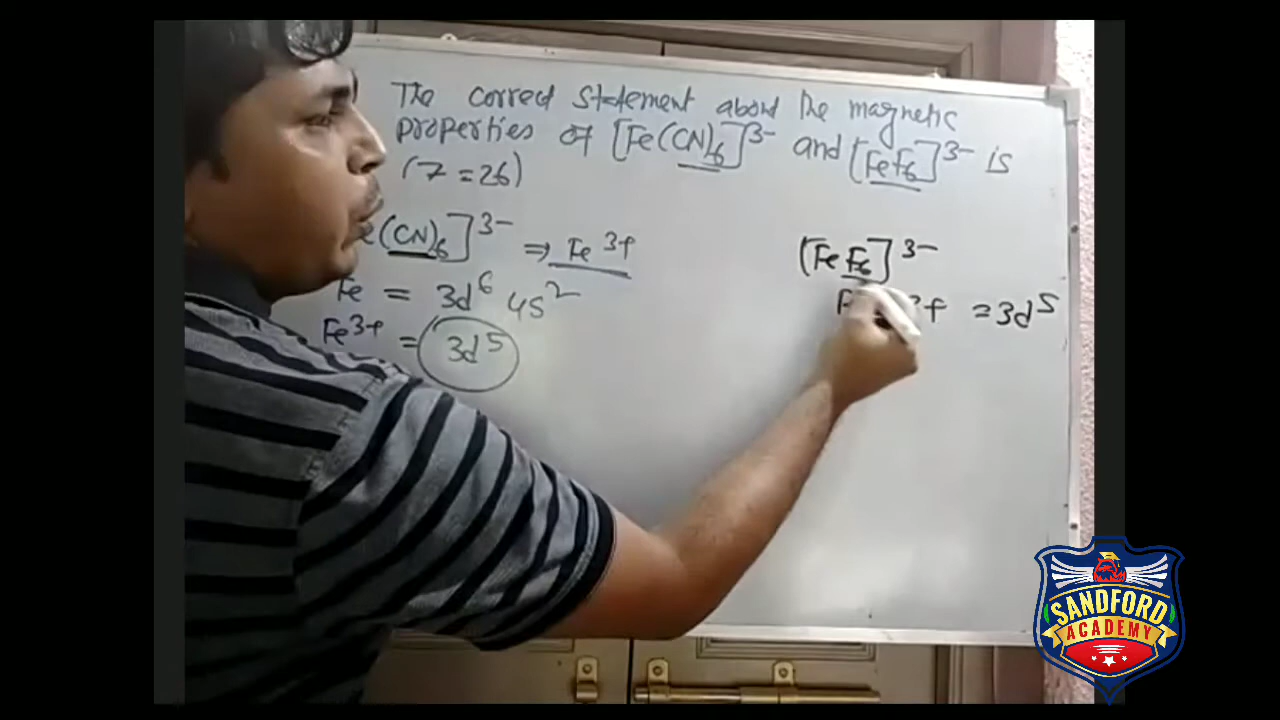 The correct statement about the magnetic
properties of [Fe(CN)6]3- and [FeF6]3- is
(Z = 26)
(CN)6]3- ⇒ Fe3+
Fe = 3d6 4s2
Fe3+ = 3d5
[FeF6]3-
= 3d5
SANDFORD
ACADEMY